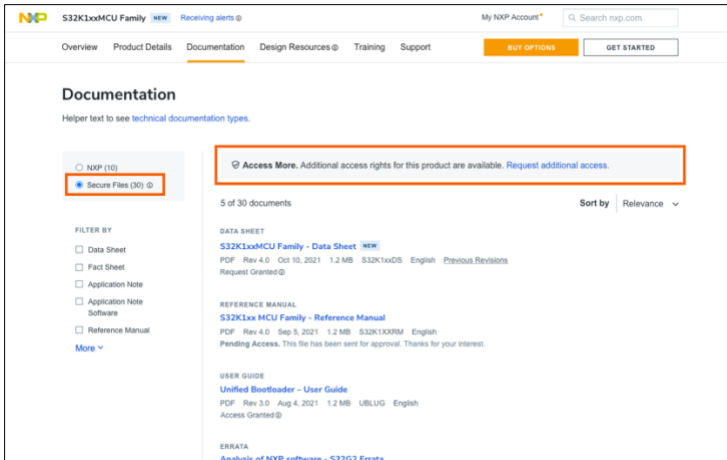 NXP S32K1xxMCU Family NEW Receiving alerts My NXP Account Search nxp.com
Overview Product Details Documentation Design Resources Training Support BUY OPTIONS GET STARTED
Documentation
Helper text to see technical documentation types.
NXP (10)
Secure Files (30)
Access More. Additional access rights for this product are available. Request additional access.
5 of 30 documents Sort by Relevance
FILTER BY
Data Sheet
Fact Sheet
Application Note
Application Note
Software
Reference Manual
More
DATA SHEET
S32K1xxMCU Family - Data Sheet NEW
PDF Rev 4.0 Oct 10, 2021 1.2 MB S32K1xxDS English Previous Revisions
Request Granted
REFERENCE MANUAL
S32K1xx MCU Family - Reference Manual
PDF Rev 4.0 Sep 5, 2021 1.2 MB S32K1XXRM English
Pending Access. This file has been sent for approval. Thanks for your interest.
USER GUIDE
Unified Bootloader – User Guide
PDF Rev 3.0 Aug 4, 2021 1.2 MB UBLUG English
Access Granted
ERRATA
Analysis of NXP software - S32G2 Errata